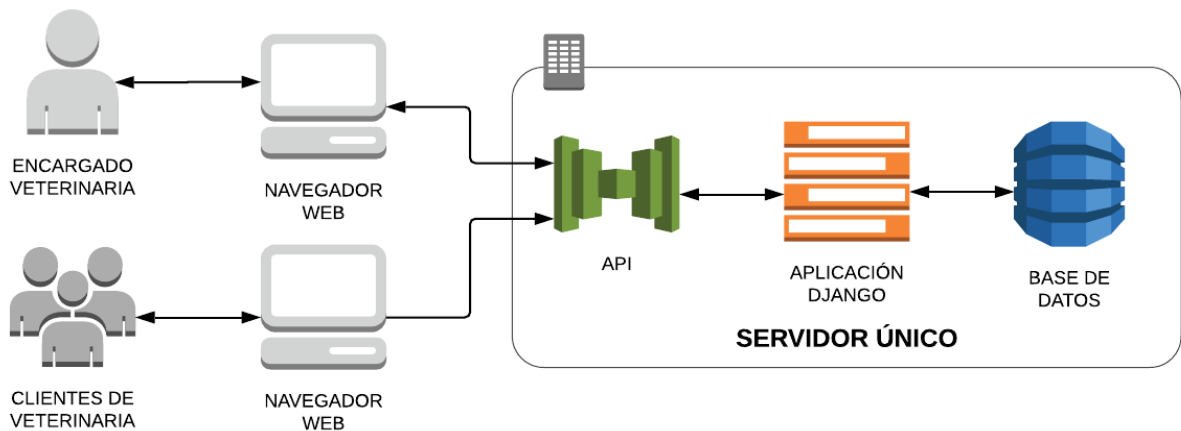 ENCARGADO
VETERINARIA
NAVEGADOR
WEB
API
APLICACIÓN
DJANGO
BASE DE
DATOS
SERVIDOR ÚNICO
CLIENTES DE
VETERINARIA
NAVEGADOR
WEB